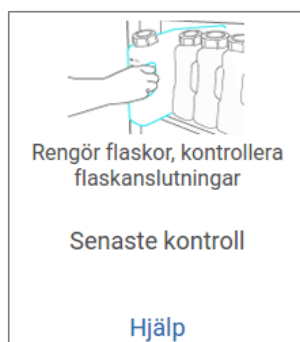 Rengör flaskor, kontrollera
flaskanslutningar
Senaste kontroll
Hjälp